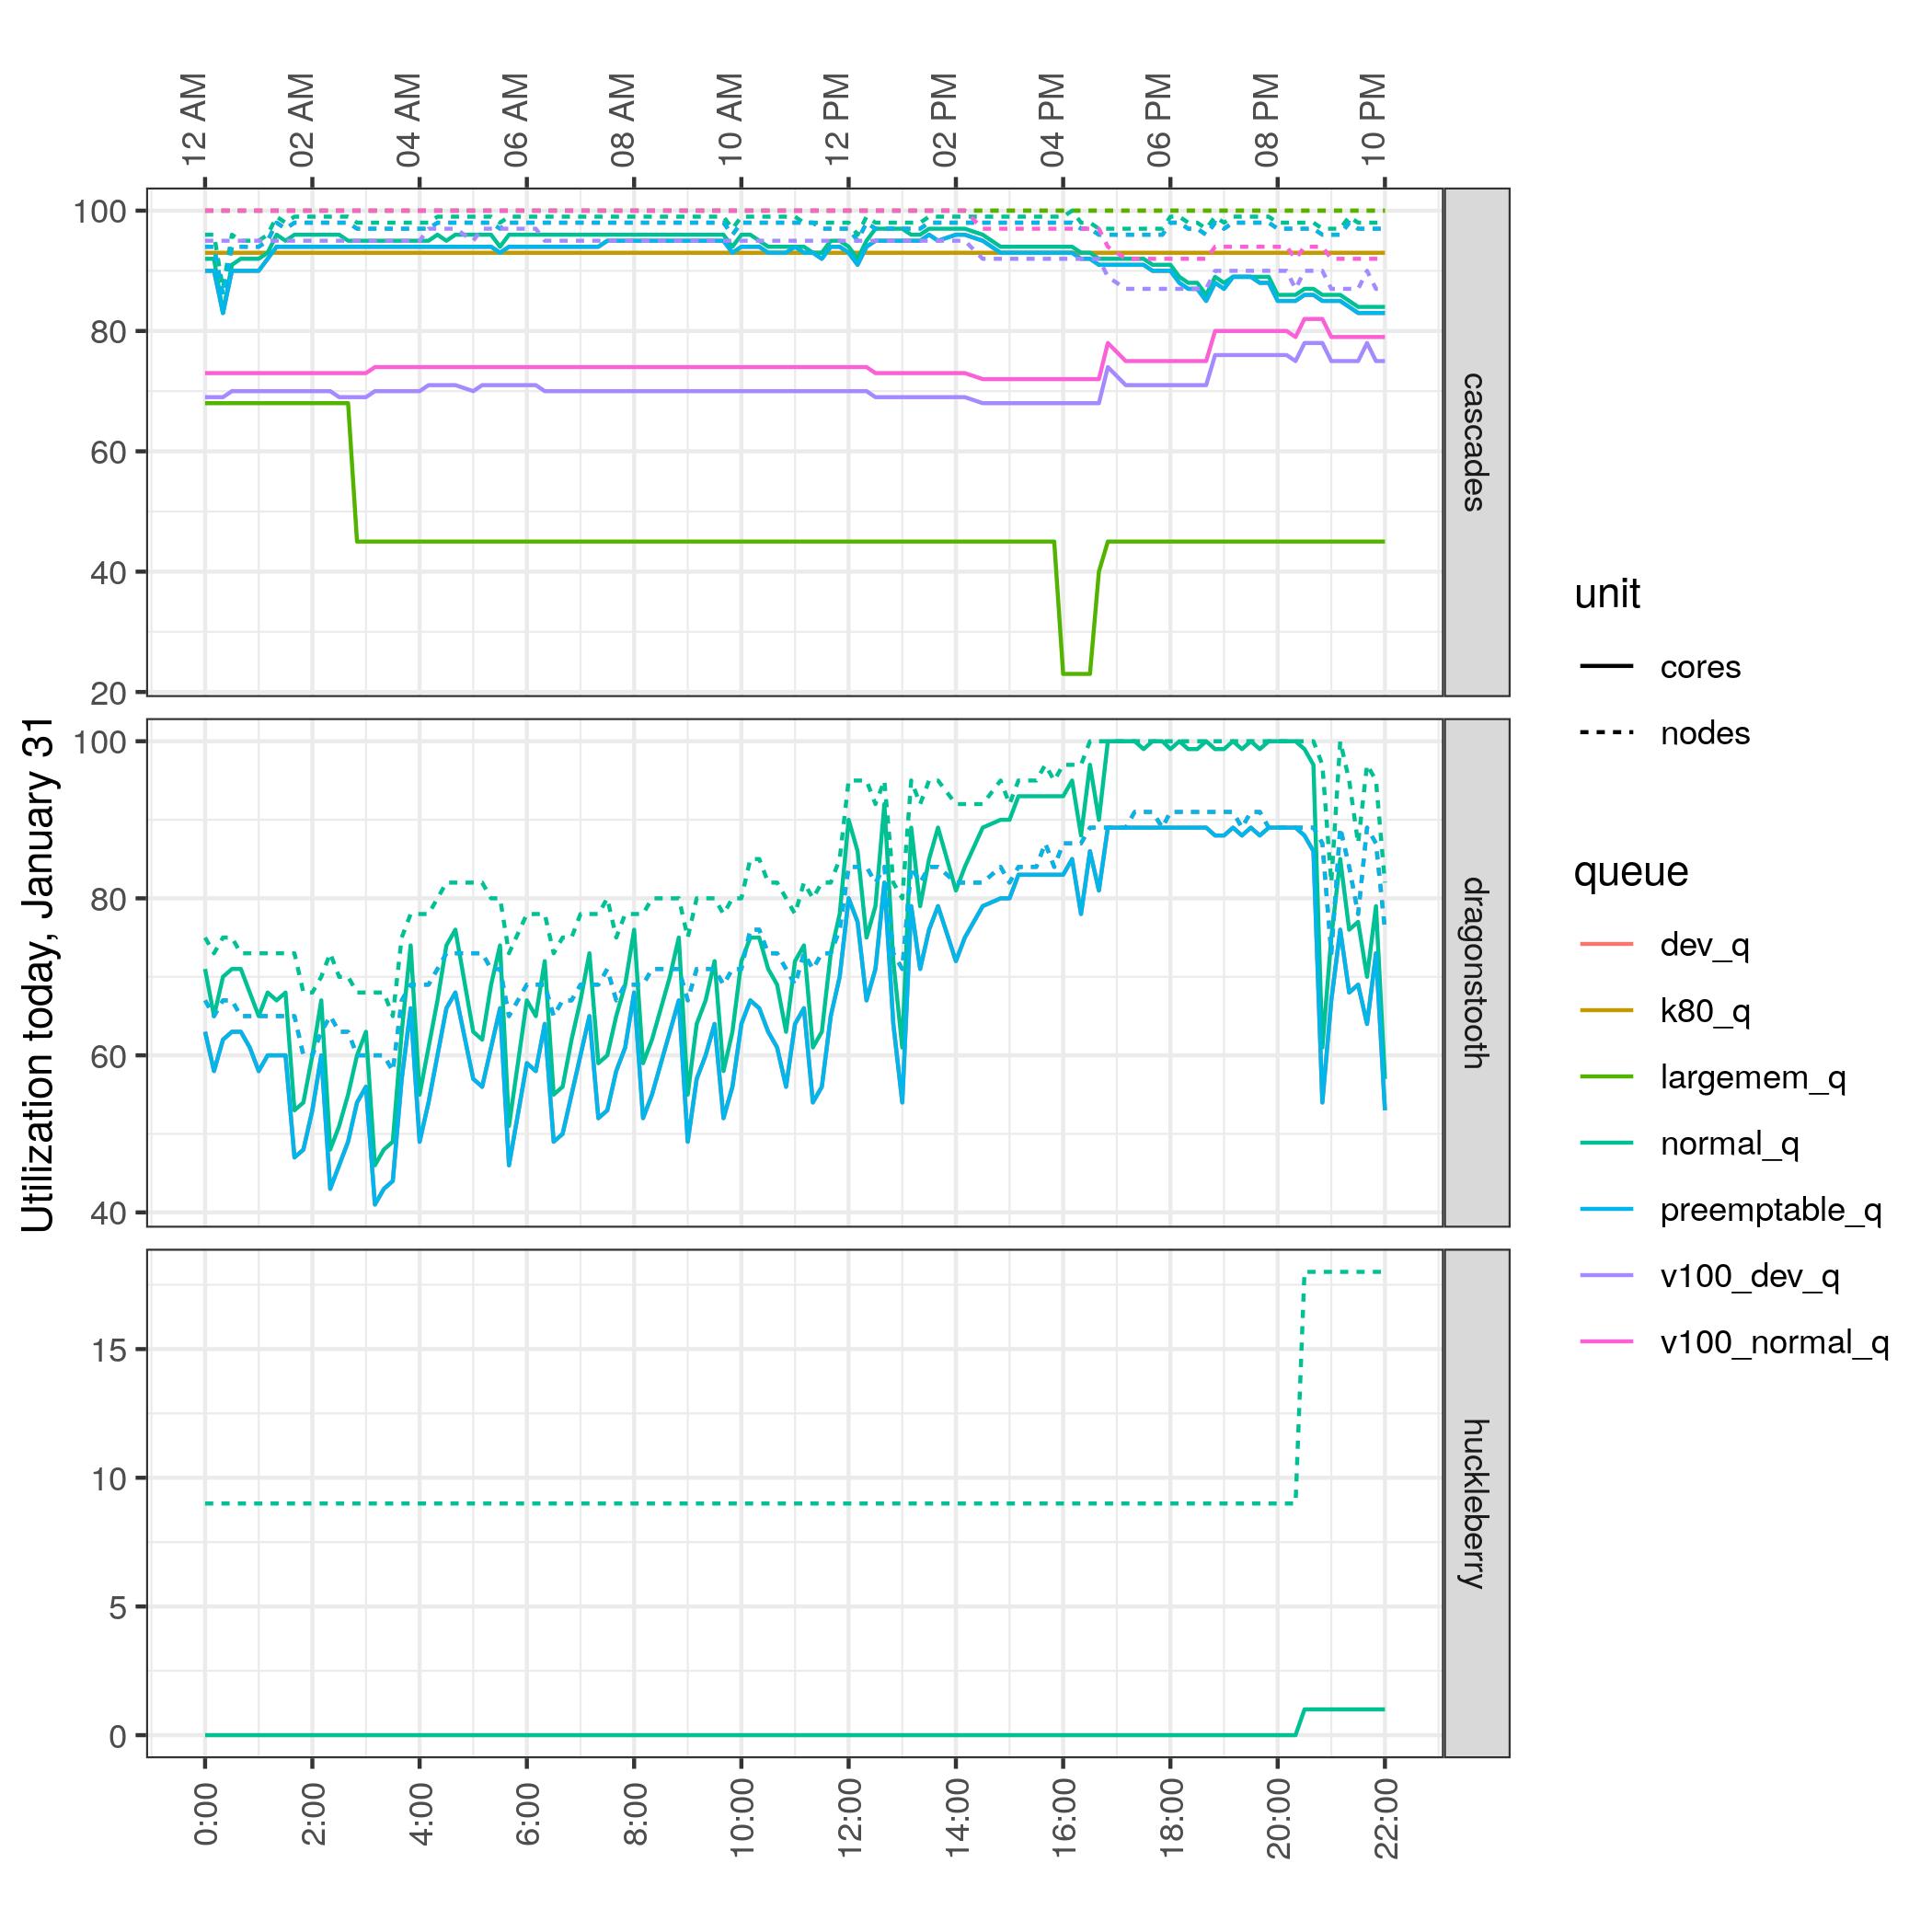 12 AM
02 AM
04 AM
06 AM
08 AM
10 AM
12 PM
02 PM
04 PM
06 PM
08 PM
10 PM
Utilization today, January 31
100
80
60
40
20
cascades
100
80
60
40
dragonstooth
15
10
5
0
huckleberry
0:00
2:00
4:00
6:00
8:00
10:00
12:00
14:00
16:00
18:00
20:00
22:00
unit
cores
nodes
queue
dev_q
k80_q
largemem_q
normal_q
preemptable_q
v100_dev_q
v100_normal_q